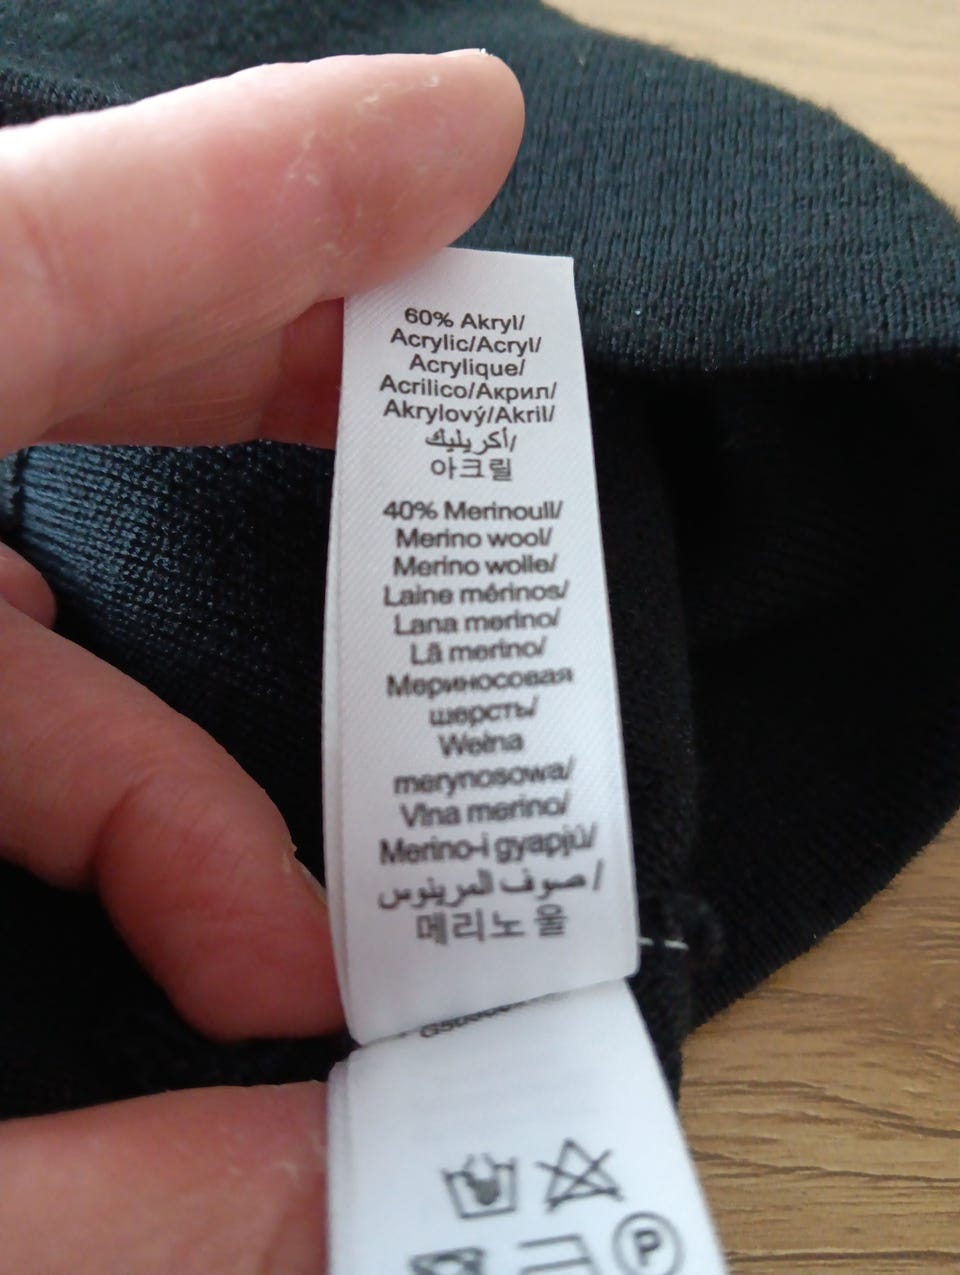 60% Akryl/
Acrylic/Acryl/
Acrylique/
Acrilico/Акрил/
Akrylový/Akril/
أكريليك/
아크릴
40% Merinoull/
Merino wool/
Merino wolle/
Laine mérinos/
Lana merino/
Lã merino/
Мериносовая
шерсть/
Wełna
merynosowa/
Vlna merino/
Merino-i gyapjú/
صوف المرينوس/
메리노 울
P